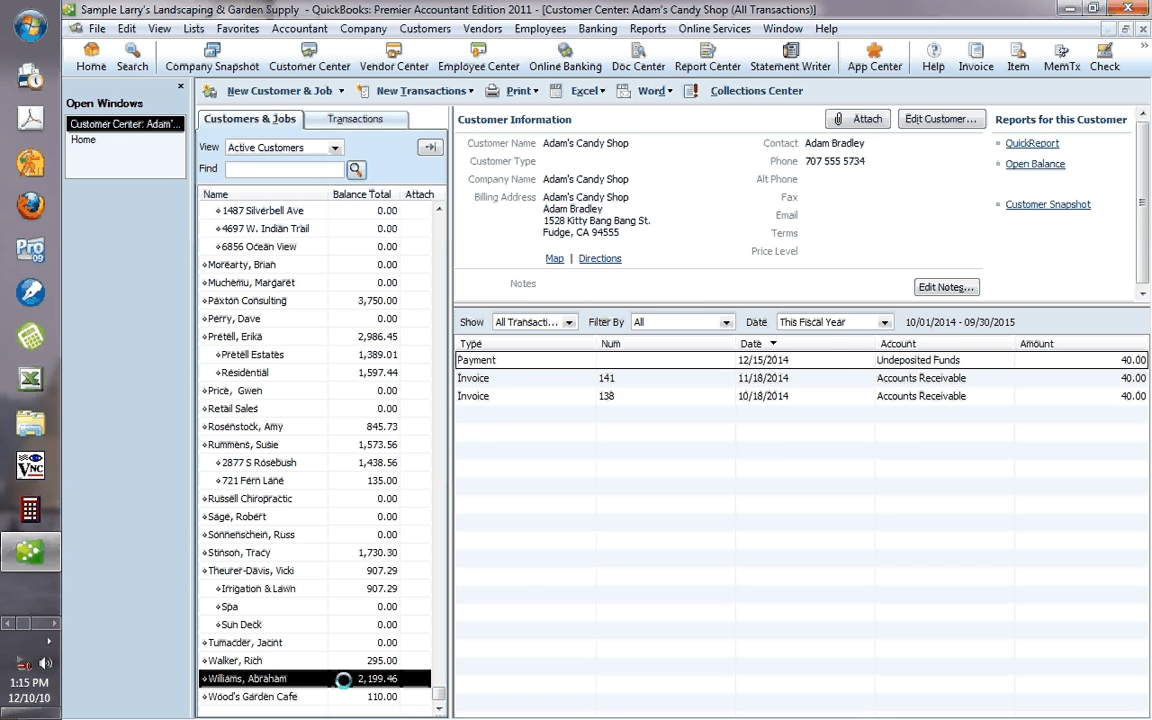 Sample Larry's Landscaping & Garden Supply - QuickBooks: Premier Accountant Edition 2011 - [Customer Center: Adam's Candy Shop (All Transactions)]
File Edit View Lists Favorites Accountant Company Customers Vendors Employees Banking Reports Online Services Window Help
Home Search Company Snapshot Customer Center Vendor Center Employee Center Online Banking Doc Center Report Center Statement Writer App Center Help Invoice Item MemTx Check
Open Windows
Customer Center: Adam'...
Home
New Customer & Job New Transactions Print Excel Word Collections Center
Customers & Jobs Transactions
View Active Customers
Find
Name Balance Total Attach
1487 Silverbell Ave 0.00
4697 W. Indian Trail 0.00
6856 Ocean View 0.00
Morearty, Brian 0.00
Muchemu, Margaret 0.00
Paxton Consulting 3,750.00
Perry, Dave 0.00
Pretell, Erika 2,986.45
Pretell Estates 1,389.01
Residential 1,597.44
Price, Gwen 0.00
Retail Sales 0.00
Rosenstock, Amy 845.73
Rummens, Susie 1,573.56
2877 S Rosebush 1,438.56
721 Fern Lane 135.00
Russell Chiropractic 0.00
Sage, Robert 0.00
Sonnenschein, Russ 0.00
Stinson, Tracy 1,730.30
Theurer-Davis, Vicki 907.29
Irrigation & Lawn 907.29
Spa 0.00
Sun Deck 0.00
Tumacder, Jacint 0.00
Walker, Rich 295.00
Williams, Abraham 2,199.46
Wood's Garden Cafe 110.00
Customer Information Attach Edit Customer...
Customer Name Adam's Candy Shop
Customer Type
Company Name Adam's Candy Shop
Billing Address Adam's Candy Shop
Adam Bradley
1528 Kitty Bang Bang St.
Fudge, CA 94555
Map | Directions
Contact Adam Bradley
Phone 707 555 5734
Alt Phone
Fax
Email
Terms
Price Level
Notes Edit Notes...
Reports for this Customer
QuickReport
Open Balance
Customer Snapshot
Show All Transacti... Filter By All Date This Fiscal Year 10/01/2014 - 09/30/2015
Type Num Date Account Amount
Payment 12/15/2014 Undeposited Funds 40.00
Invoice 141 11/18/2014 Accounts Receivable 40.00
Invoice 138 10/18/2014 Accounts Receivable 40.00
Pro
09
VNC
1:15 PM
12/10/10